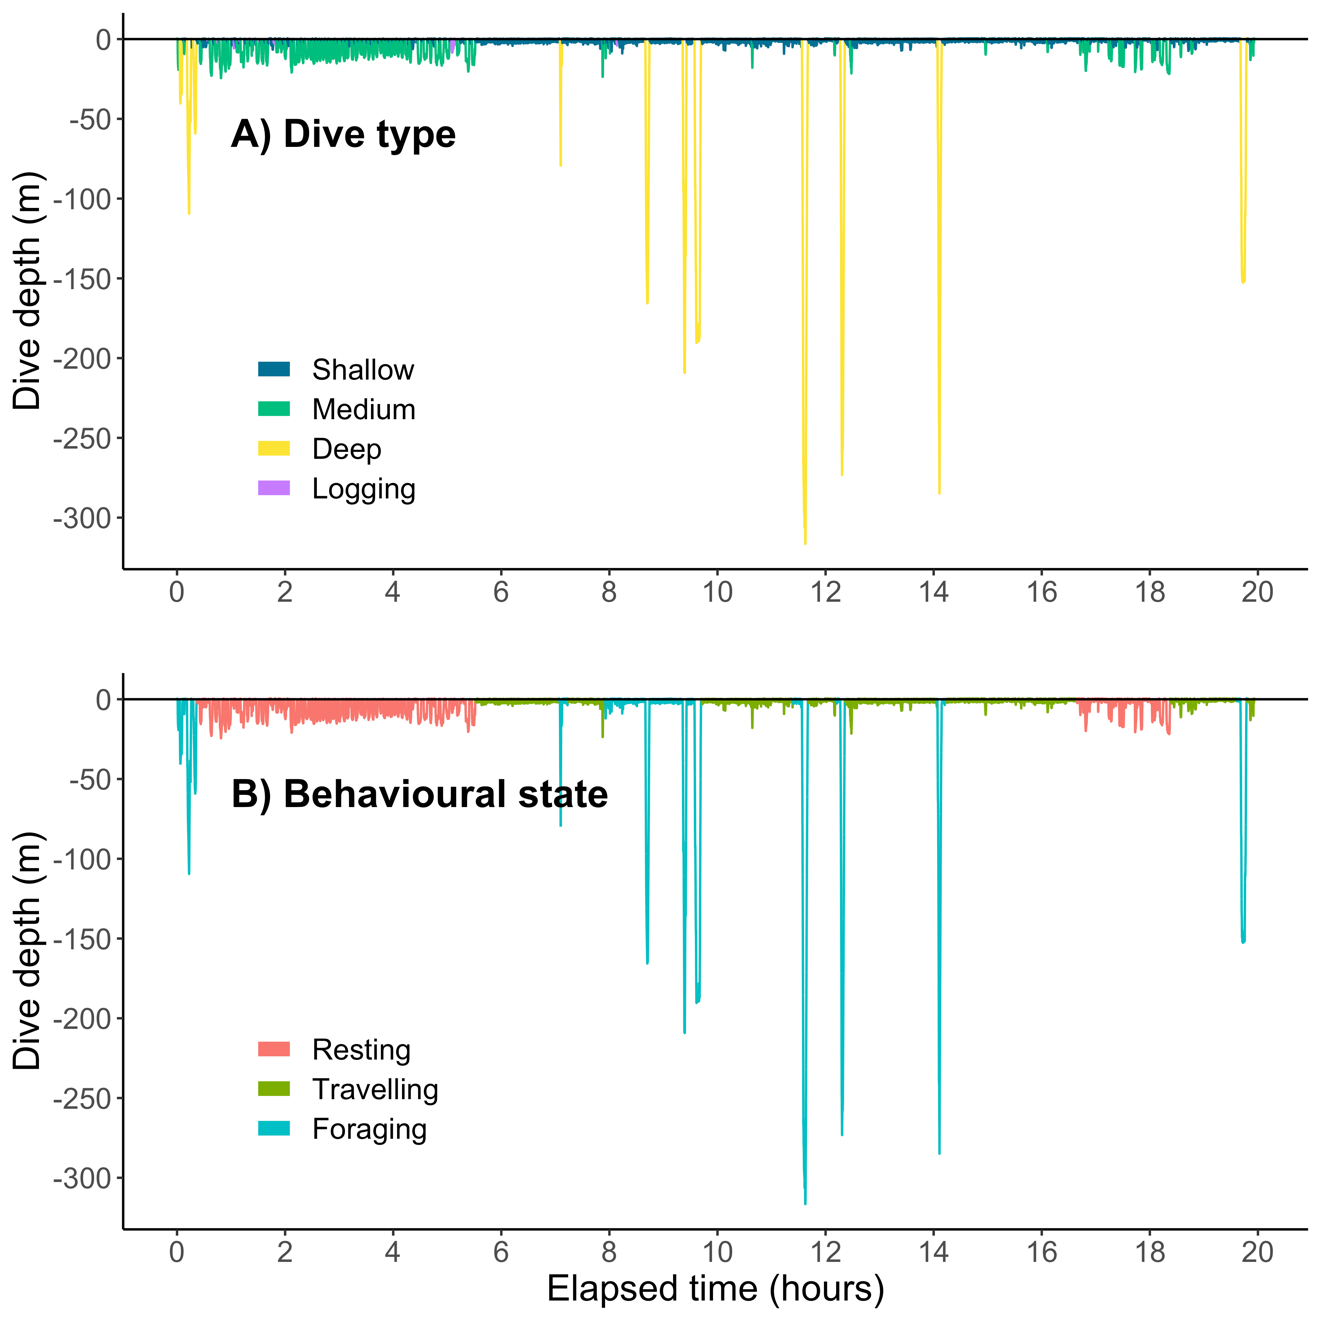 A) Dive type
Dive depth (m)
0
-50
-100
-150
-200
-250
-300
Shallow
Medium
Deep
Logging
0 2 4 6 8 10 12 14 16 18 20
B) Behavioural state
Dive depth (m)
0
-50
-100
-150
-200
-250
-300
Resting
Travelling
Foraging
0 2 4 6 8 10 12 14 16 18 20
Elapsed time (hours)